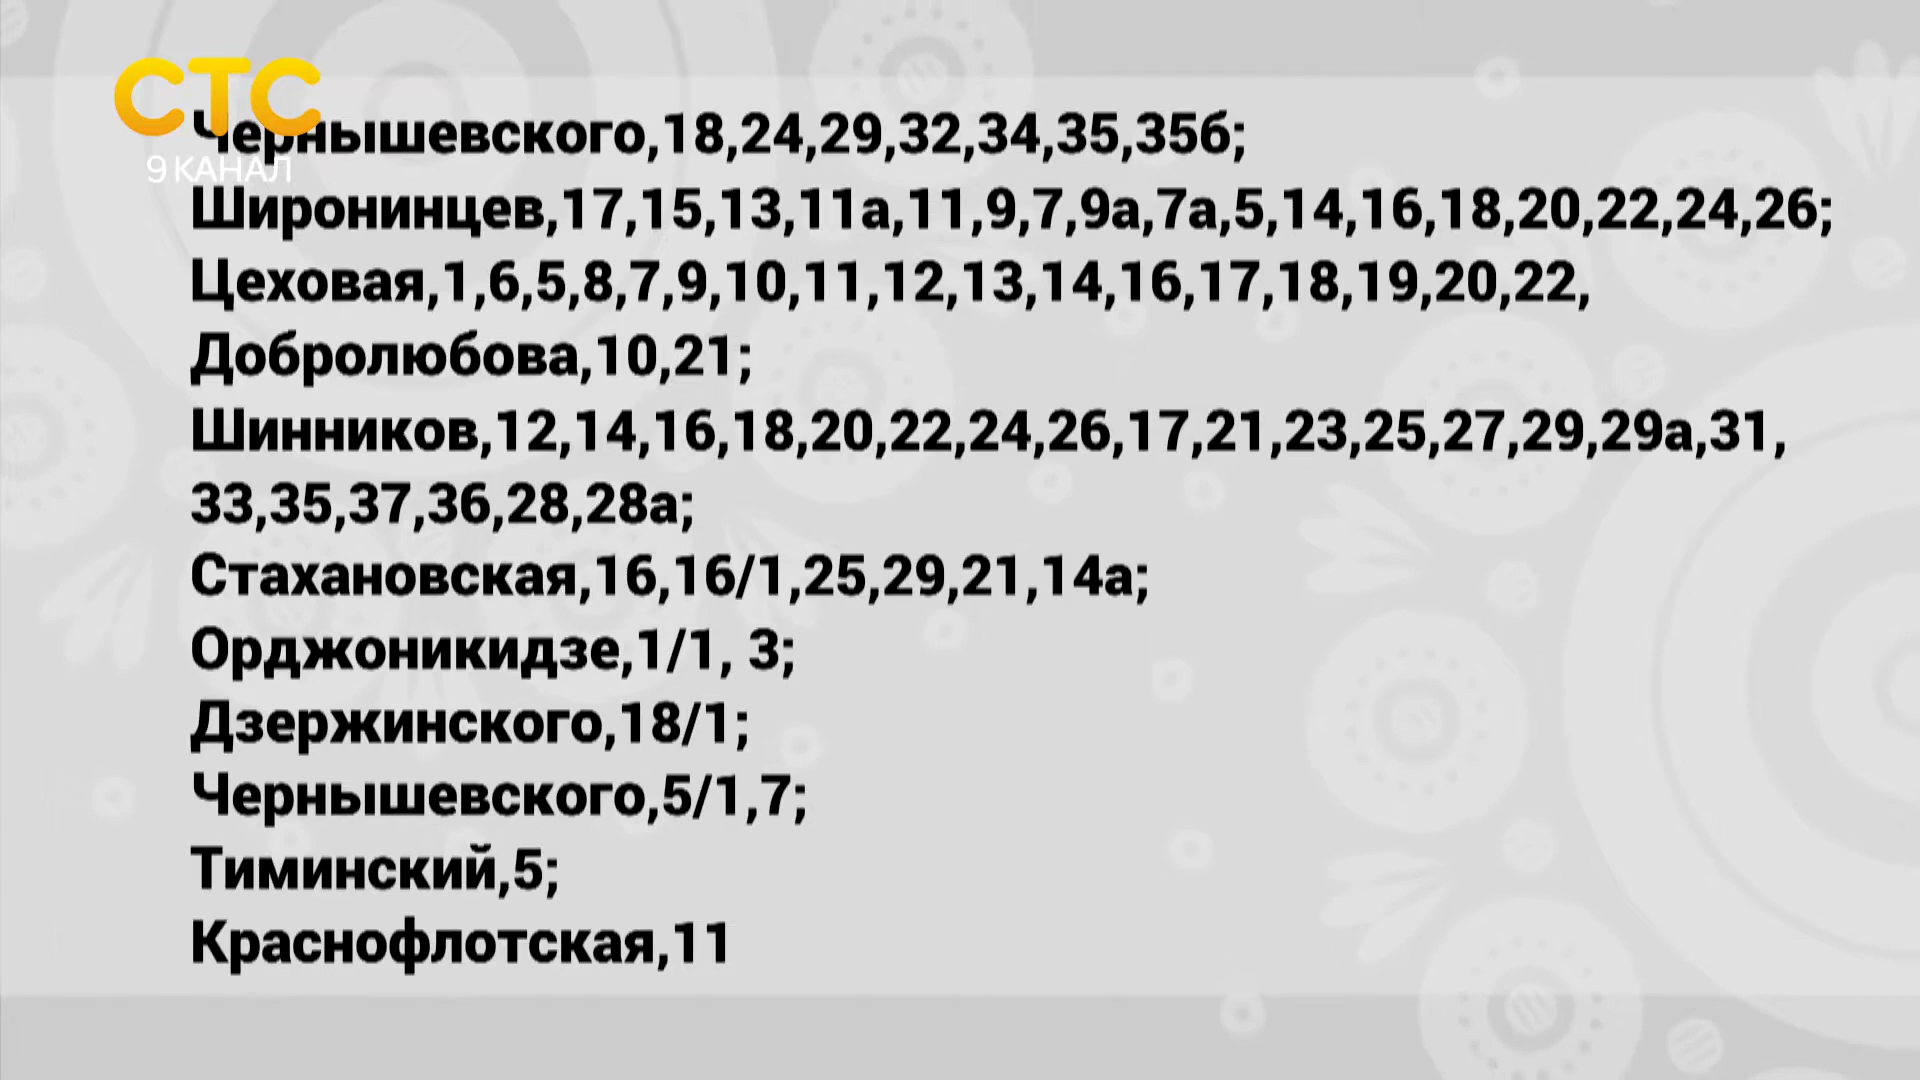 СТС
9 КАНАЛ
Чернышевского,18,24,29,32,34,35,35б;
Широнинцев,17,15,13,11а,11,9,7,9а,7а,5,14,16,18,20,22,24,26;
Цеховая,1,6,5,8,7,9,10,11,12,13,14,16,17,18,19,20,22,
Добролюбова,10,21;
Шинников,12,14,16,18,20,22,24,26,17,21,23,25,27,29,29а,31,
33,35,37,36,28,28а;
Стахановская,16,16/1,25,29,21,14а;
Орджоникидзе,1/1, 3;
Дзержинского,18/1;
Чернышевского,5/1,7;
Тиминский,5;
Краснофлотская,11